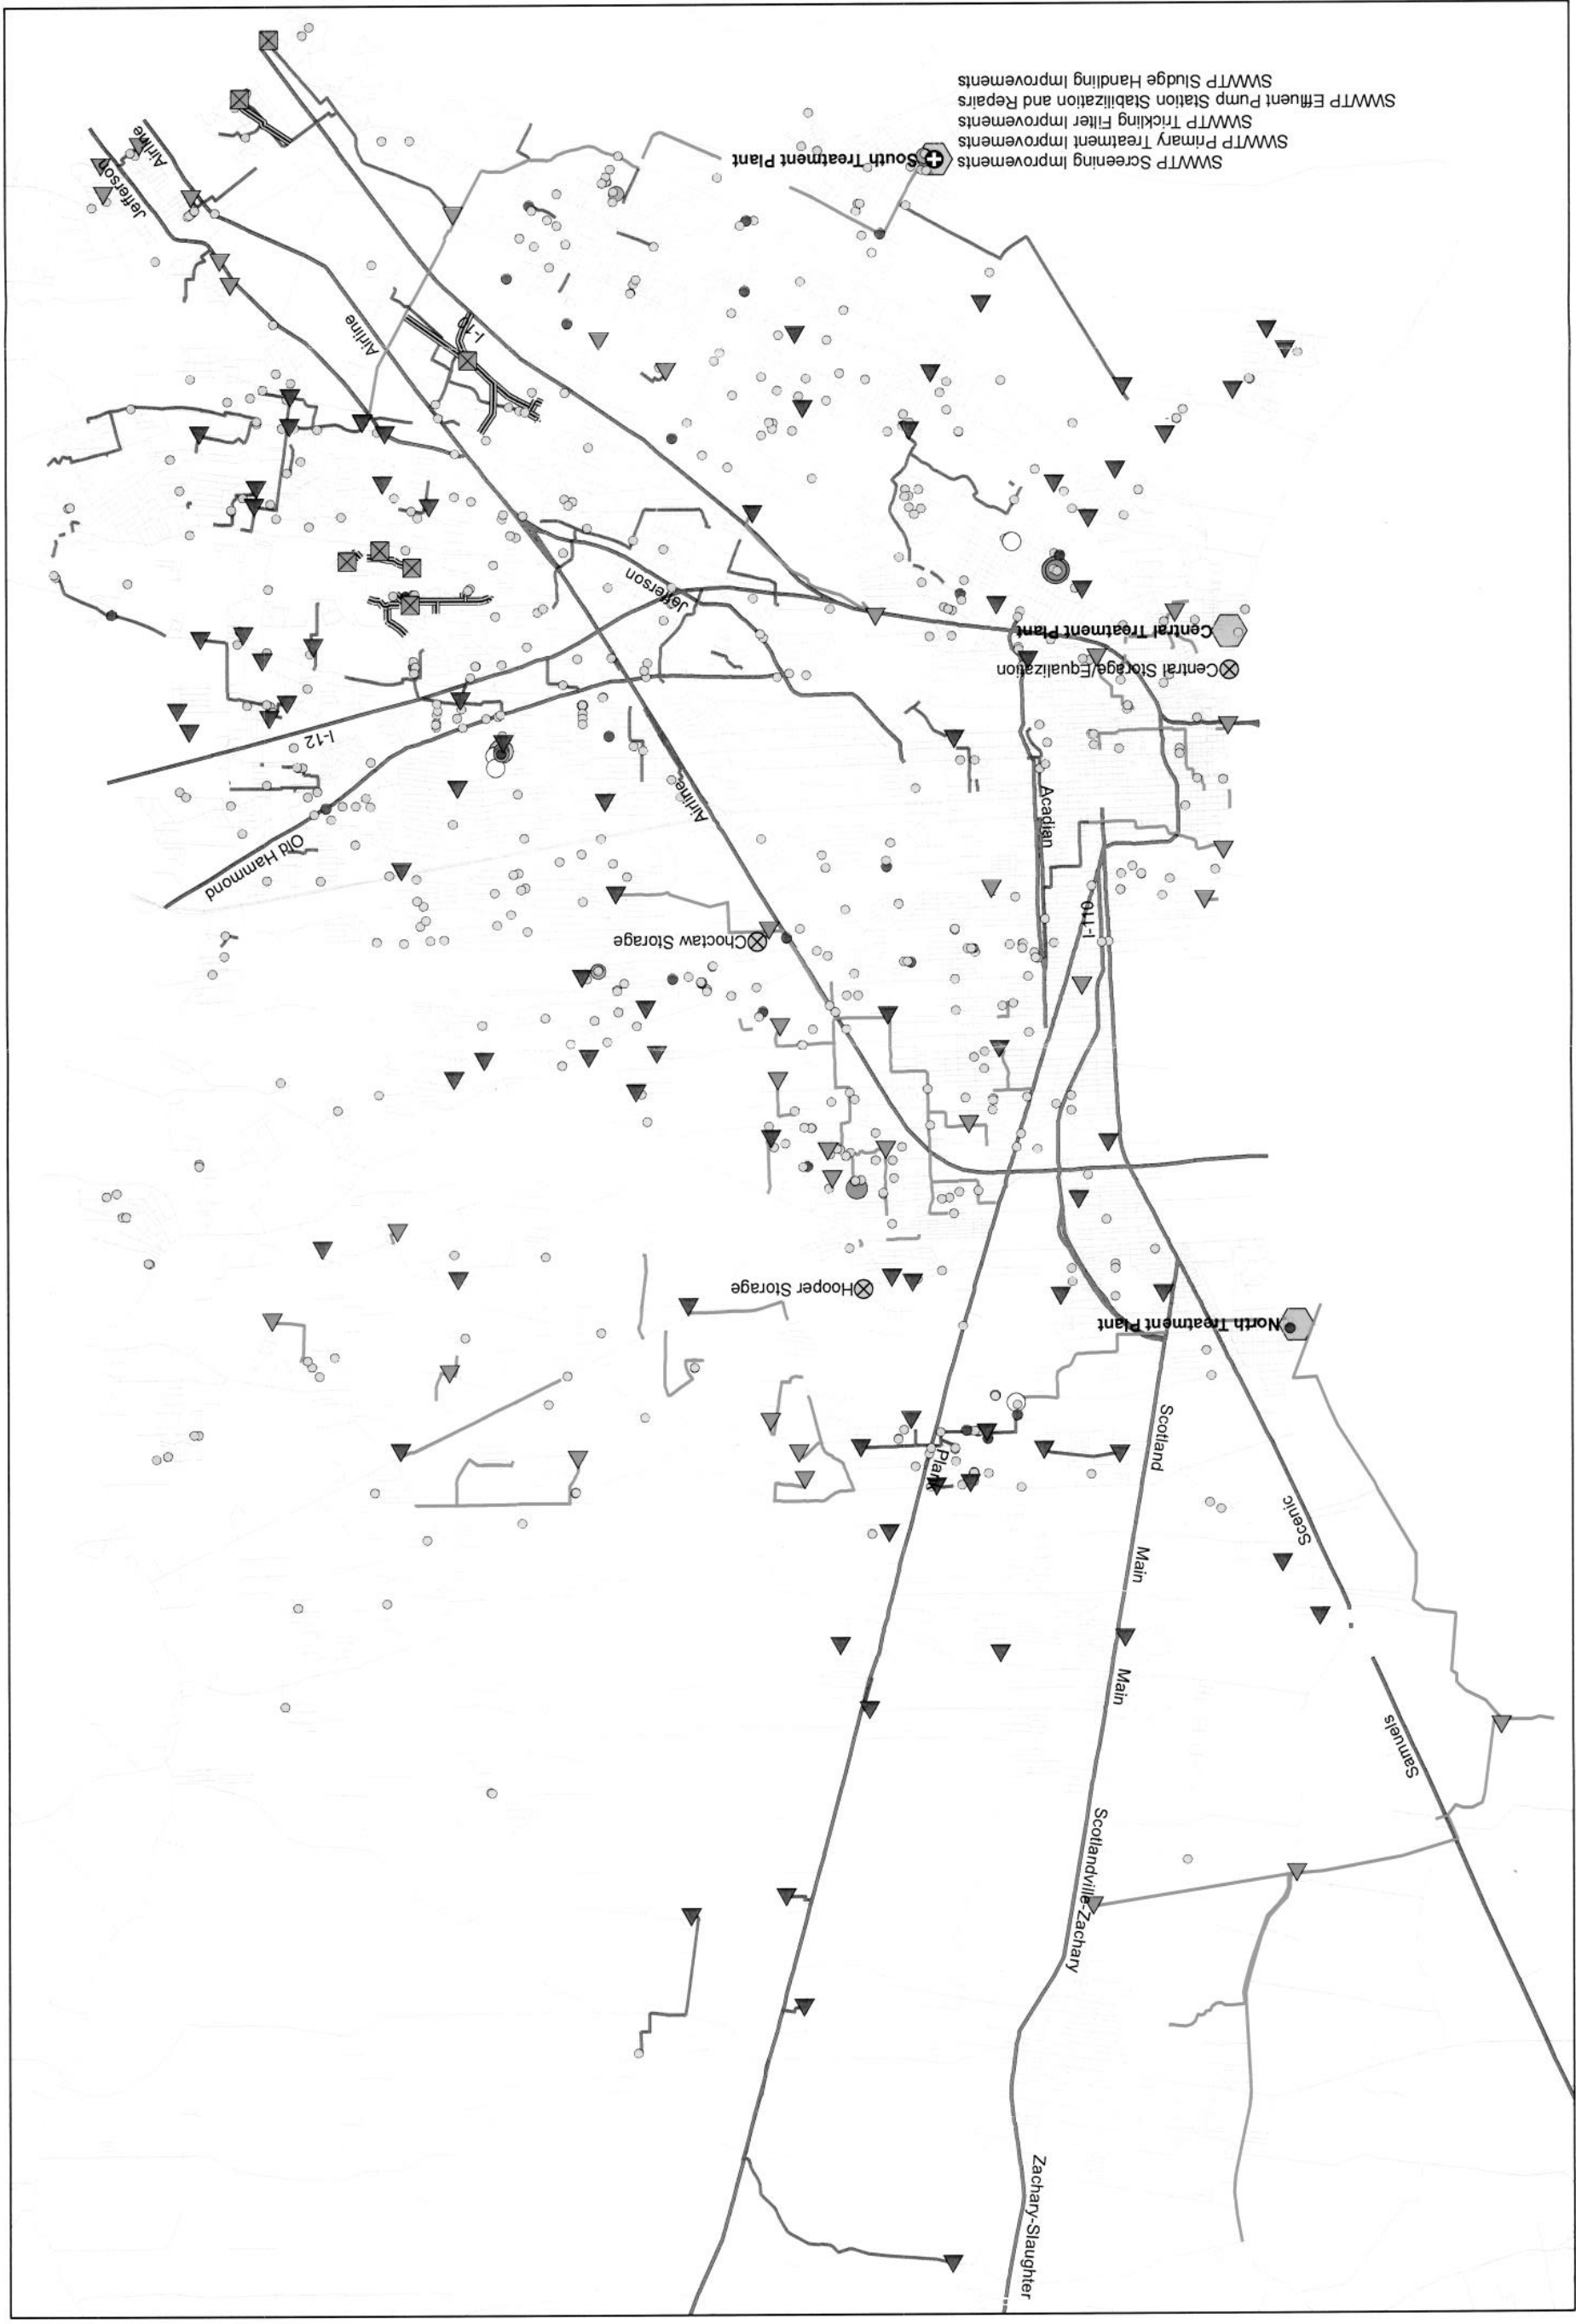 Zachary-Slaughter
Scotlandville-Zachary
Samuels
Main
Main
Scenic
Scotland
Plank
North Treatment Plant
Hooper Storage
Choctaw Storage
I-110
Old Hammond
Acadian
Airline
I-12
Central Storage/Equalization
Central Treatment Plant
Jefferson
Airline
I-10
Jefferson
Airline
South Treatment Plant
SWWTP Screening Improvements
SWWTP Primary Treatment Improvements
SWWTP Trickling Filter Improvements
SWWTP Effluent Pump Station Stabilization and Repairs
SWWTP Sludge Handling Improvements